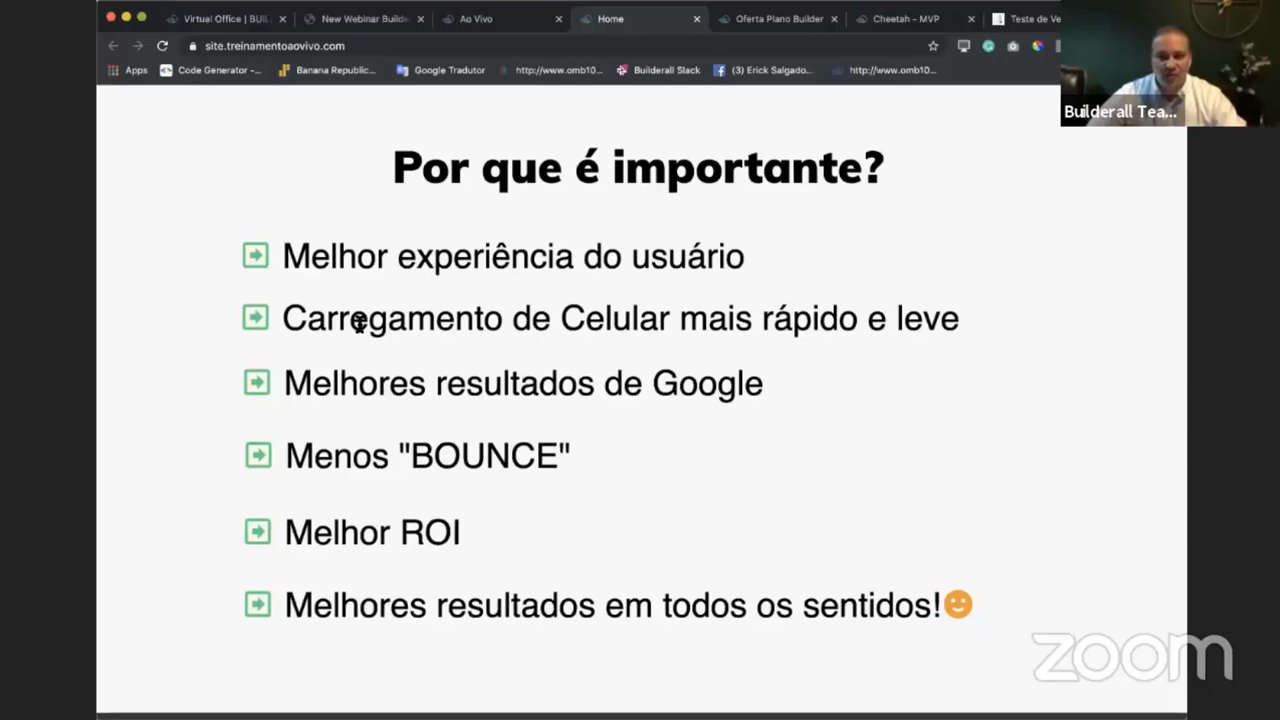 Virtual Office | BUIL
New Webinar Builde
Ao Vivo
Home
Oferta Plano Builder
Cheetah - MVP
Teste de Ve
site.treinamentoaovivo.com
Apps
Code Generator -...
Banana Republic...
Google Tradutor
http://www.omb10...
Builderall Slack
(3) Erick Salgado...
http://www.omb10...
Builderall Tea...
Por que é importante?
Melhor experiência do usuário
Carregamento de Celular mais rápido e leve
Melhores resultados de Google
Menos "BOUNCE"
Melhor ROI
Melhores resultados em todos os sentidos!
zoom